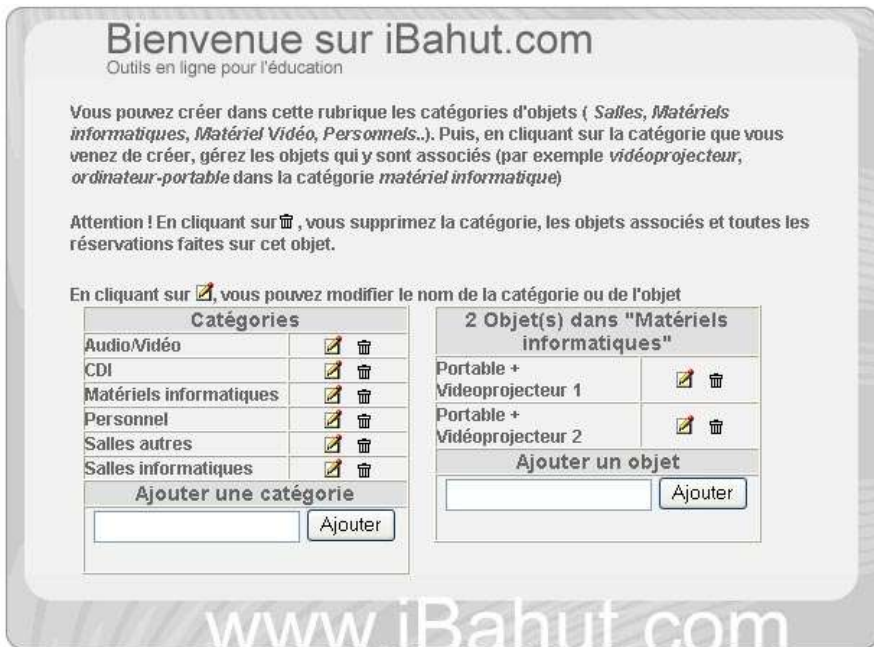 Bienvenue sur iBahut.com
Outils en ligne pour l'éducation
Vous pouvez créer dans cette rubrique les catégories d'objets ( Salles, Matériels
informatiques, Matériel Vidéo, Personnels..). Puis, en cliquant sur la catégorie que vous
venez de créer, gérez les objets qui y sont associés (par exemple vidéoprojecteur,
ordinateur-portable dans la catégorie matériel informatique)
Attention ! En cliquant sur , vous supprimez la catégorie, les objets associés et toutes les
réservations faites sur cet objet.
En cliquant sur , vous pouvez modifier le nom de la catégorie ou de l'objet
Catégories
Audio/Vidéo
CDI
Matériels informatiques
Personnel
Salles autres
Salles informatiques
Ajouter une catégorie
Ajouter
2 Objet(s) dans "Matériels
informatiques"
Portable +
Videoprojecteur 1
Portable +
Vidéoprojecteur 2
Ajouter un objet
Ajouter
www.iBahut.com